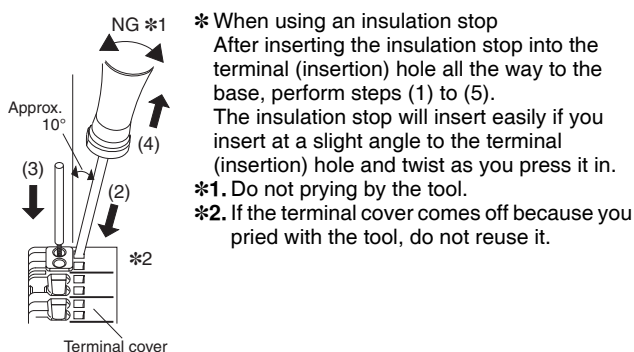 NG ✻1
Approx.
10°
(4)
(3)
(2)
✻2
Terminal cover
✻ When using an insulation stop
After inserting the insulation stop into the
terminal (insertion) hole all the way to the
base, perform steps (1) to (5).
The insulation stop will insert easily if you
insert at a slight angle to the terminal
(insertion) hole and twist as you press it in.
✻1. Do not prying by the tool.
✻2. If the terminal cover comes off because you
pried with the tool, do not reuse it.